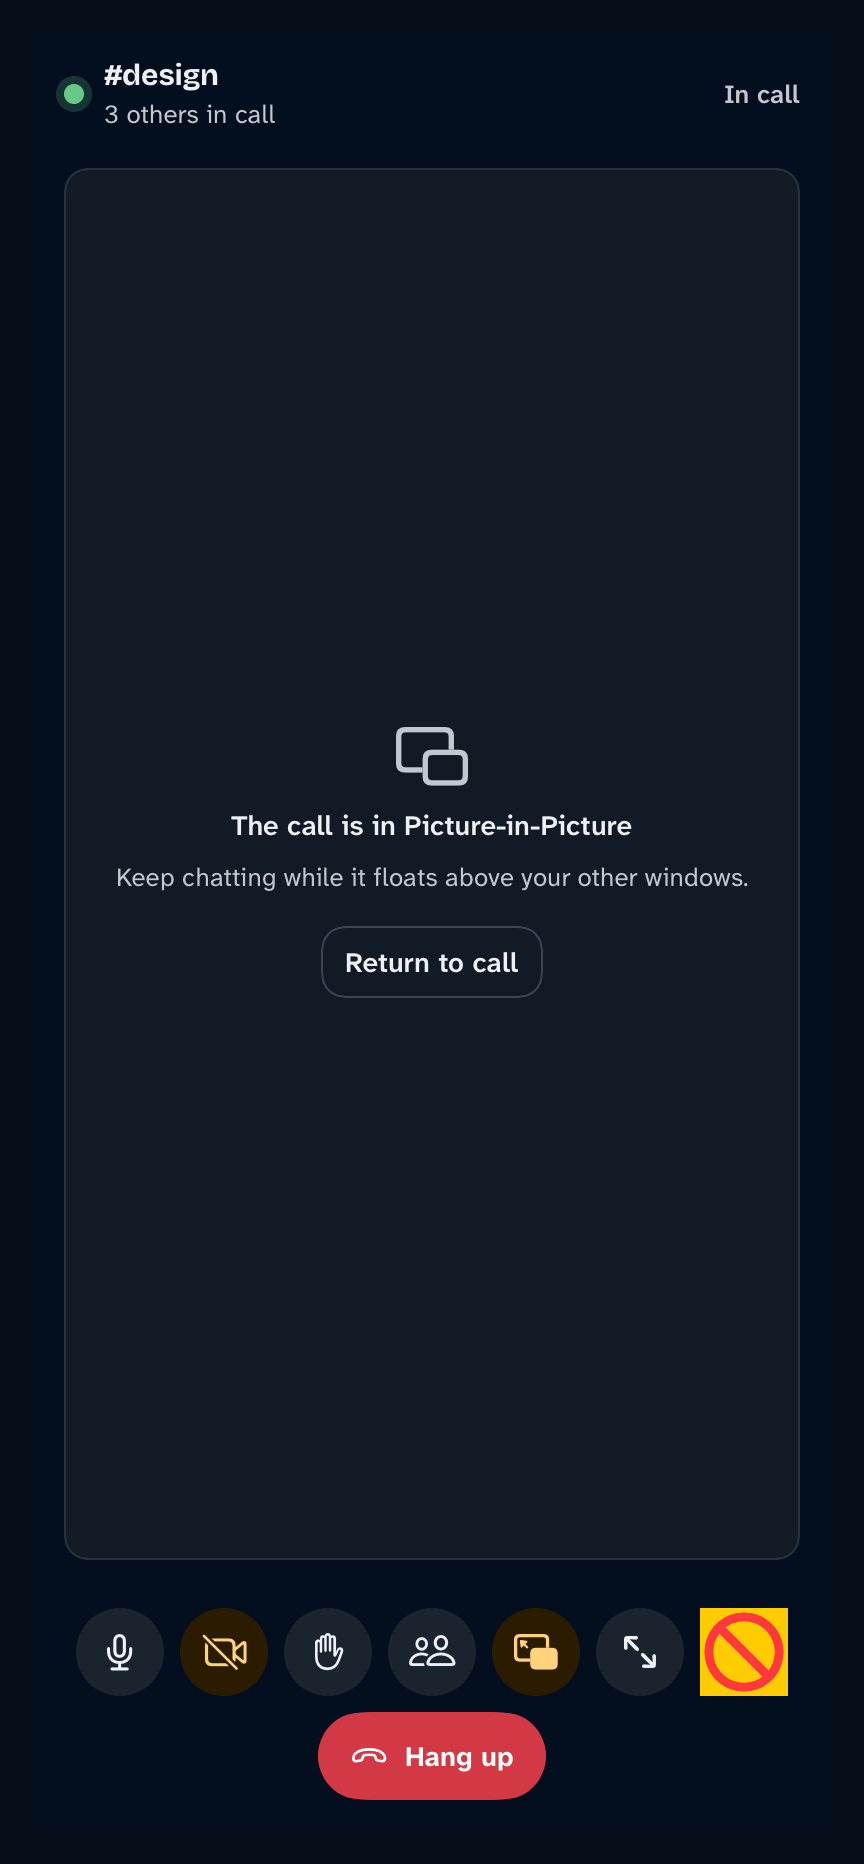 #design
3 others in call
In call
The call is in Picture-in-Picture
Keep chatting while it floats above your other windows.
Return to call
Hang up